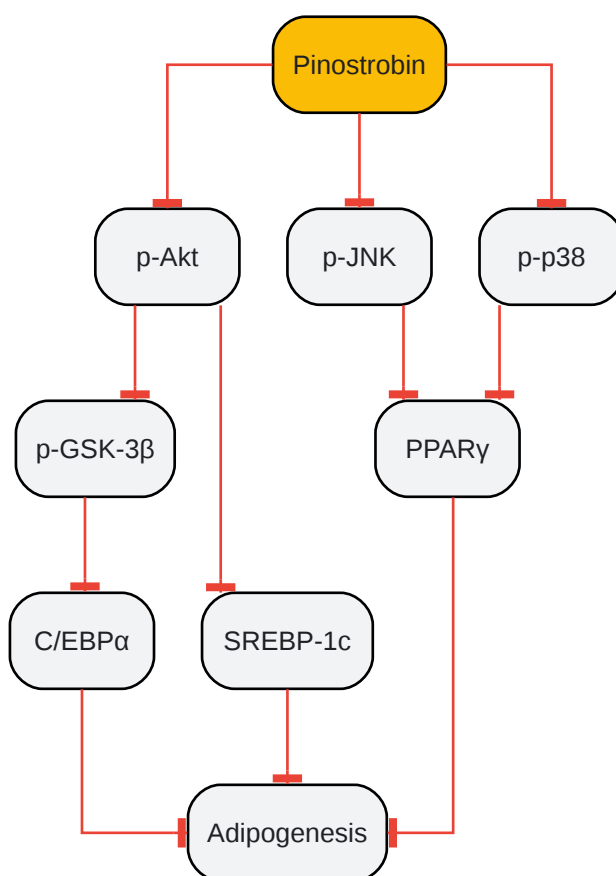 Pinostrobin
p-Akt
p-JNK
p-p38
p-GSK-3β
PPARγ
C/EBPα
SREBP-1c
Adipogenesis